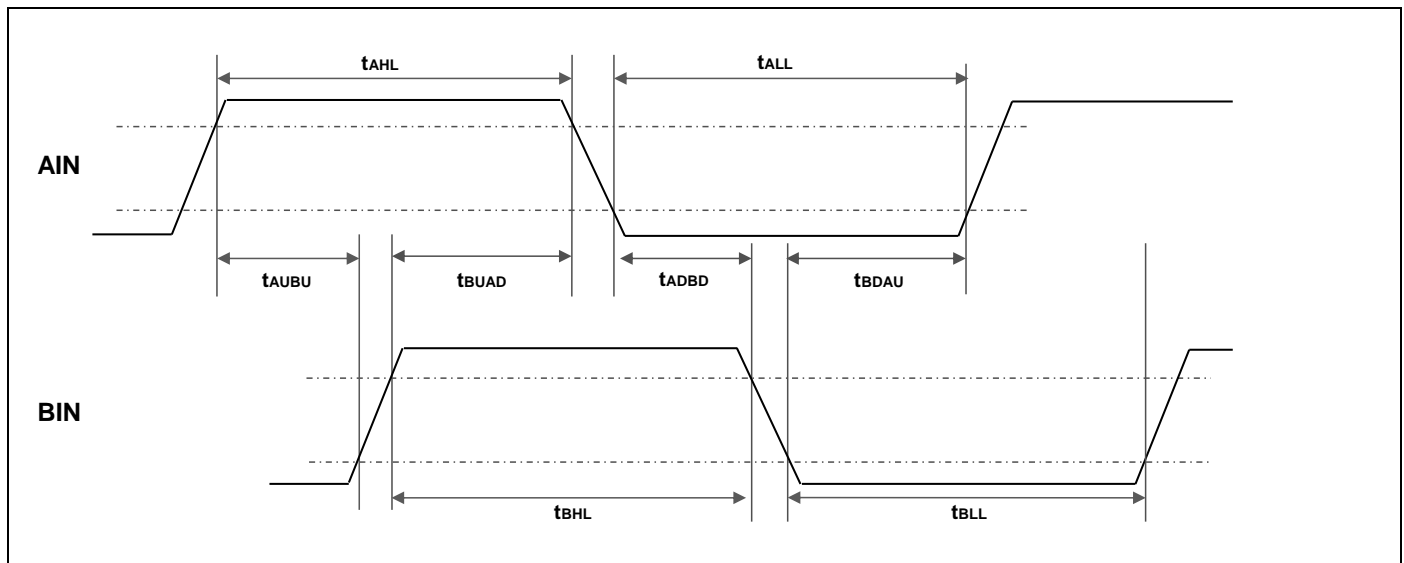 tAHL
tALL
AIN
tAUBU
tBUAD
tADBD
tBDAU
BIN
tBHL
tBLL